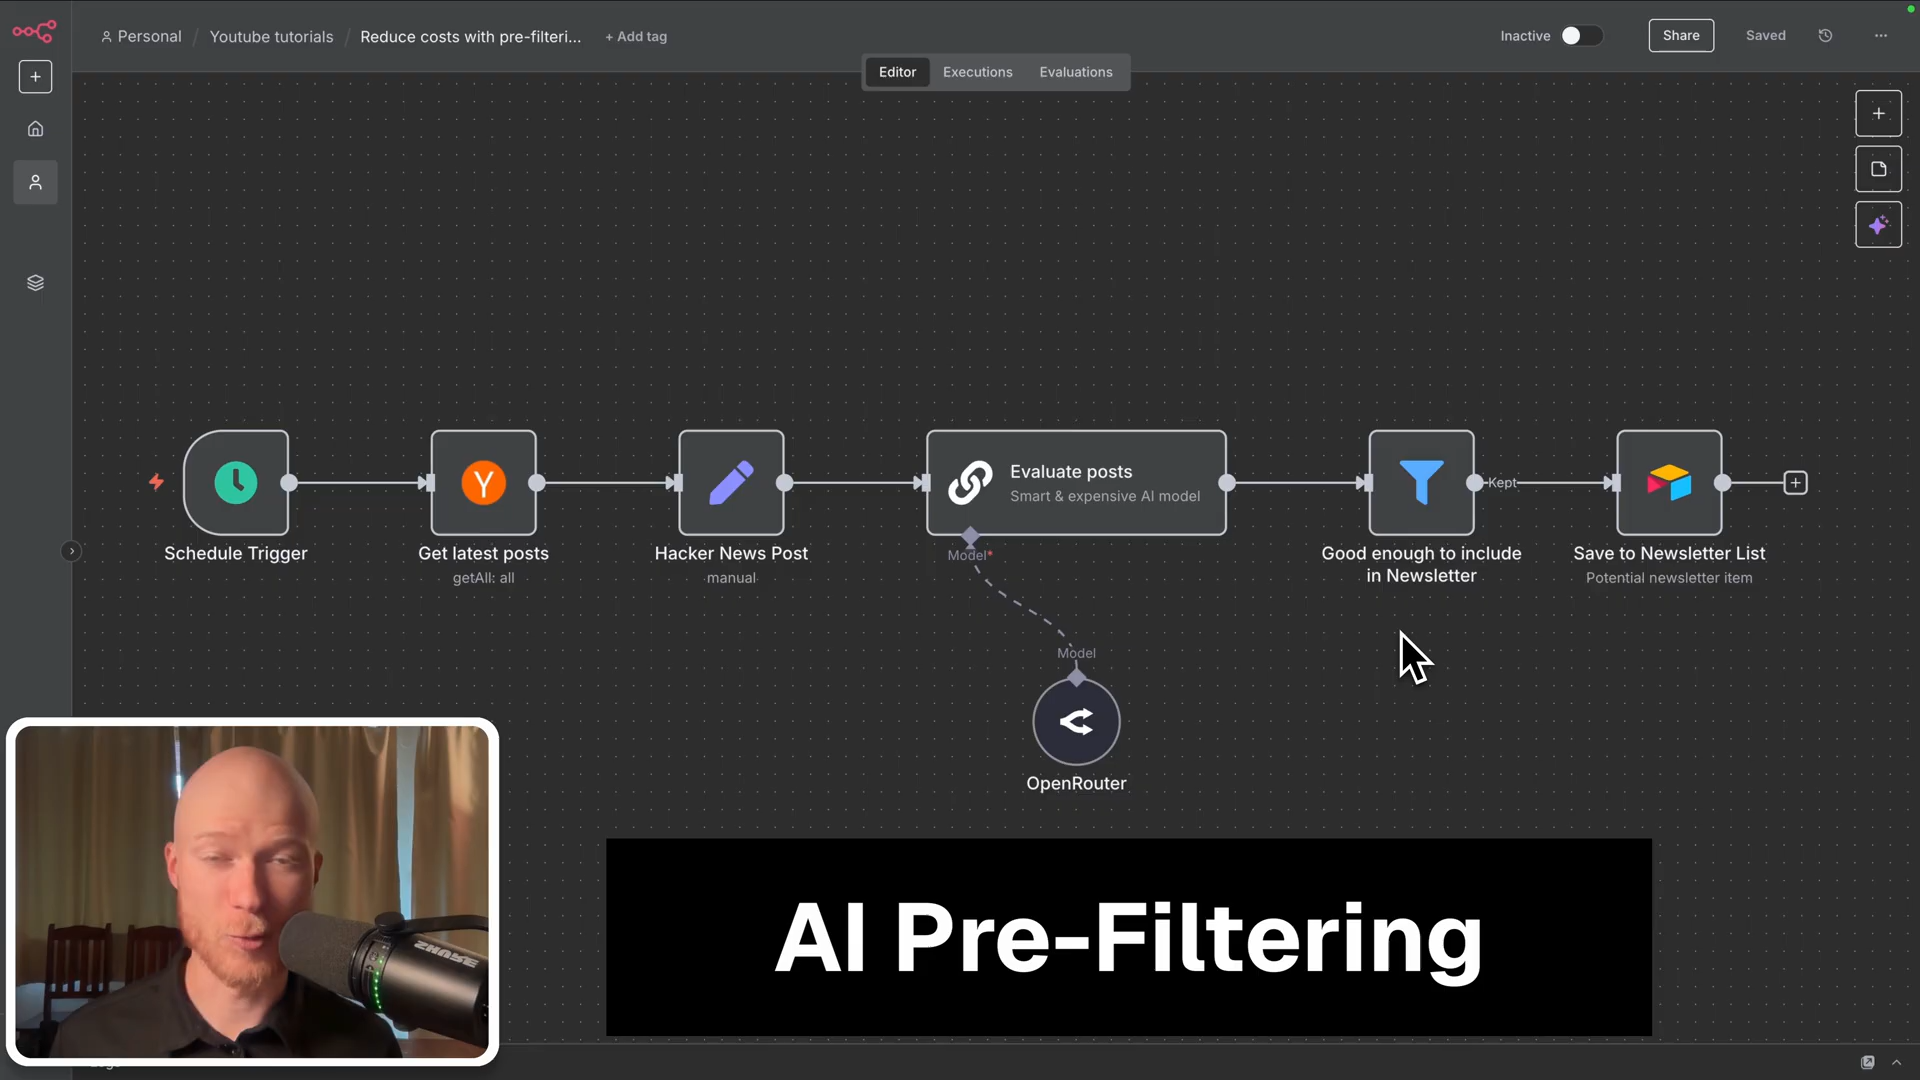 Personal / Youtube tutorials / Reduce costs with pre-filteri... + Add tag
Inactive
Share
Saved
Editor Executions Evaluations
Evaluate posts
Smart & expensive AI model
Kept
Schedule Trigger
Get latest posts
getAll: all
Hacker News Post
manual
Model*
Good enough to include
in Newsletter
Save to Newsletter List
Potential newsletter item
Model
OpenRouter
AI Pre-Filtering